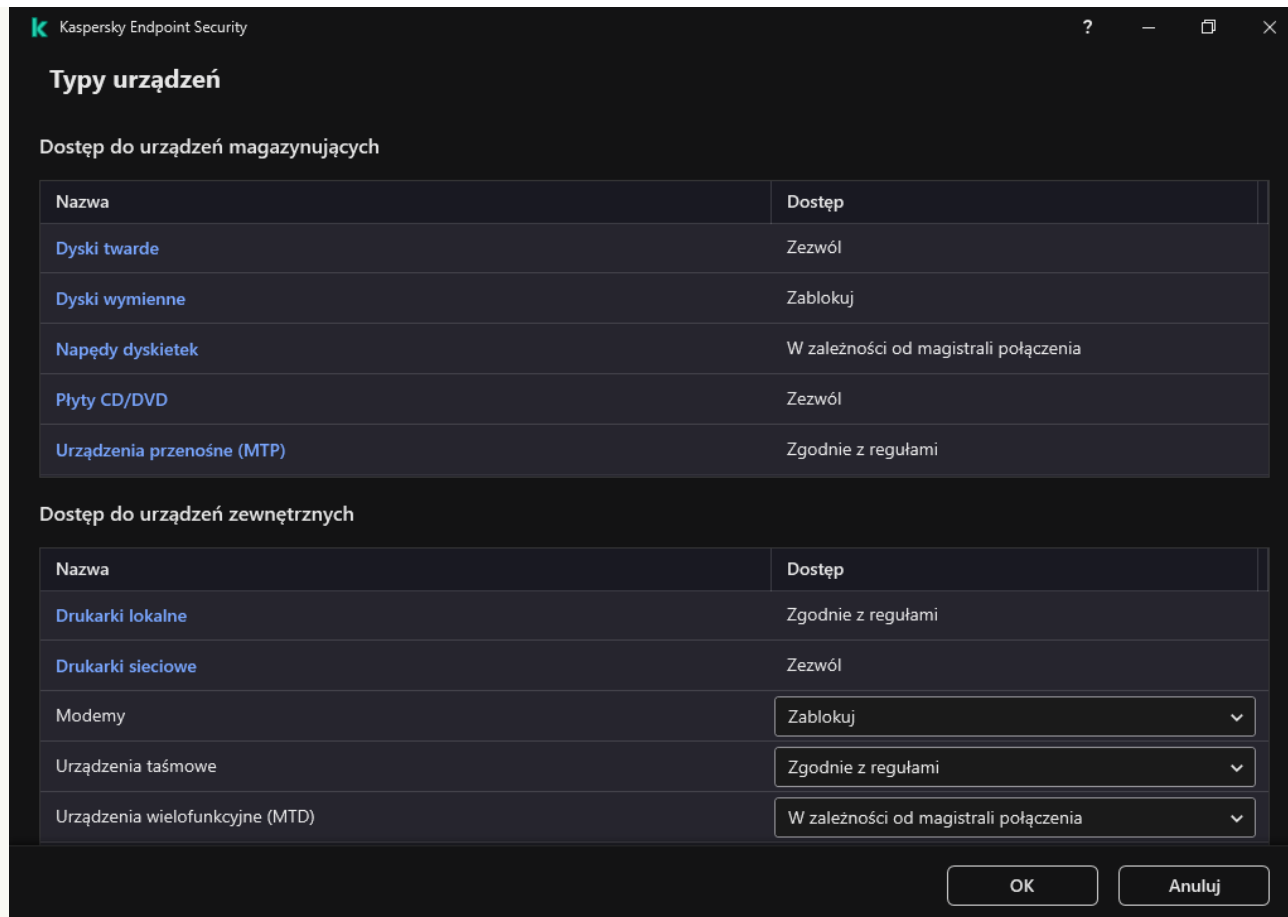 Kaspersky Endpoint Security ?
Typy urządzeń
Dostęp do urządzeń magazynujących
Nazwa Dostęp
Dyski twarde Zezwól
Dyski wymienne Zablokuj
Napędy dyskietek W zależności od magistrali połączenia
Płyty CD/DVD Zezwól
Urządzenia przenośne (MTP) Zgodnie z regułami
Dostęp do urządzeń zewnętrznych
Nazwa Dostęp
Drukarki lokalne Zgodnie z regułami
Drukarki sieciowe Zezwól
Modemy Zablokuj
Urządzenia taśmowe Zgodnie z regułami
Urządzenia wielofunkcyjne (MTD) W zależności od magistrali połączenia
OK Anuluj